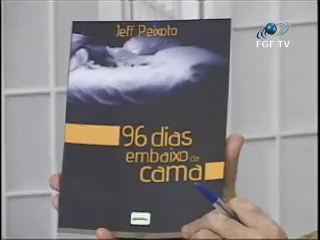 Jeff Peixoto
FGF TV
96 dias
embaixo da
cama